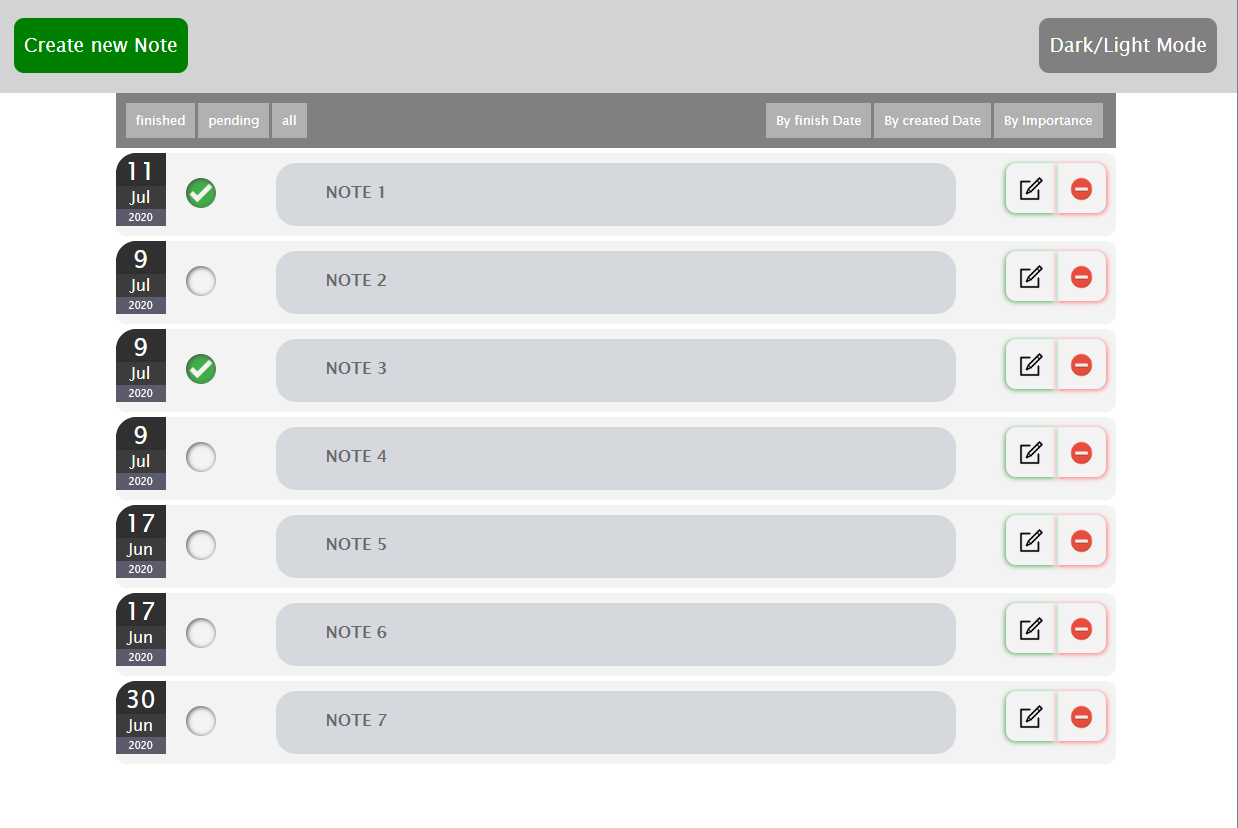 Create new Note
Dark/Light Mode
finished pending all
By finish Date By created Date By Importance
11
Jul
2020
NOTE 1
9
Jul
2020
NOTE 2
9
Jul
2020
NOTE 3
9
Jul
2020
NOTE 4
17
Jun
2020
NOTE 5
17
Jun
2020
NOTE 6
30
Jun
2020
NOTE 7